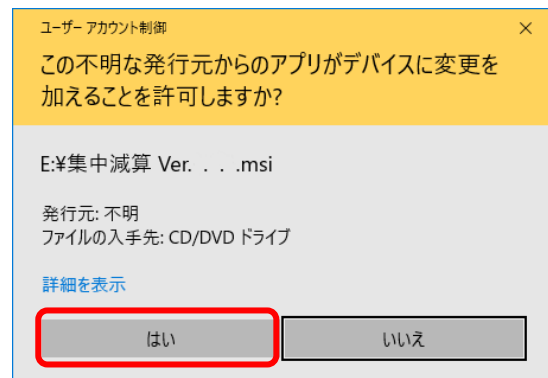 ユーザー アカウント制御
この不明な発行元からのアプリがデバイスに変更を
加えることを許可しますか?
E:¥集中減算 Ver. . . .msi
発行元: 不明
ファイルの入手先: CD/DVD ドライブ
詳細を表示
はい
いいえ